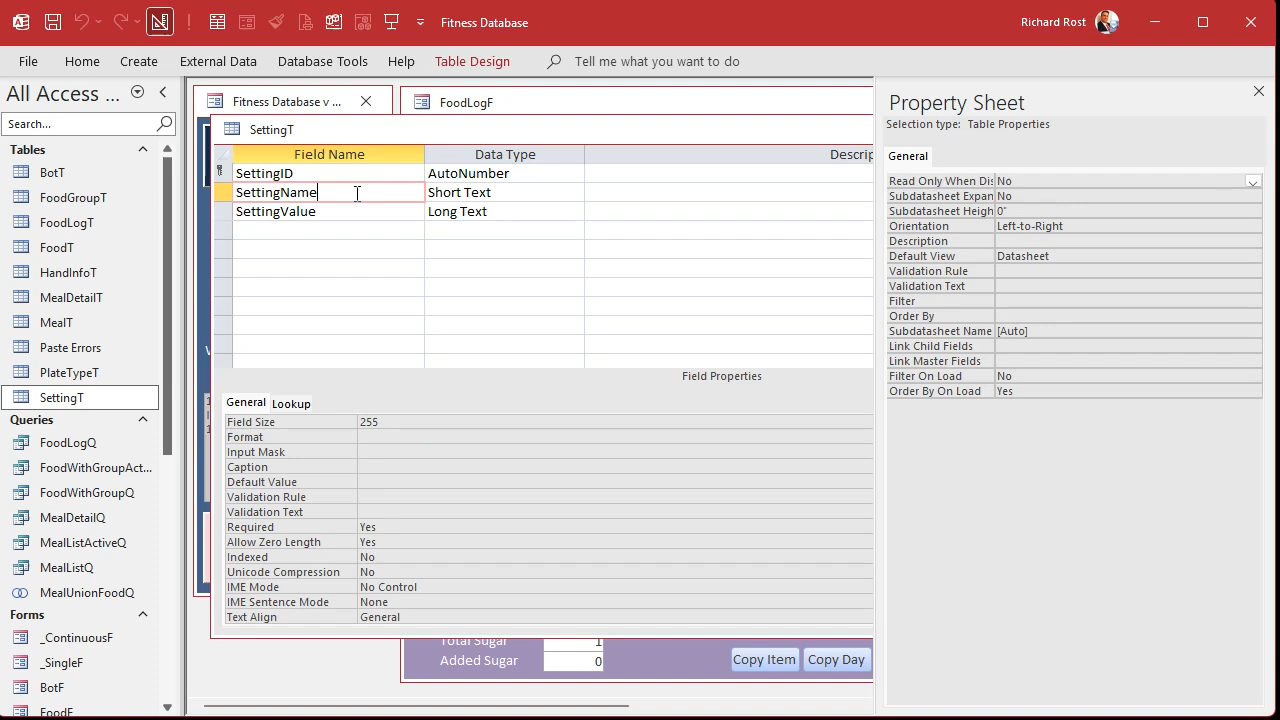 Fitness Database
Richard Rost
File Home Create External Data Database Tools Help Table Design Tell me what you want to do
All Access ...
Search...
Tables
BotT
FoodGroupT
FoodLogT
FoodT
HandInfoT
MealDetailT
MealT
Paste Errors
PlateTypeT
SettingT
Queries
FoodLogQ
FoodWithGroupAct...
FoodWithGroupQ
MealDetailQ
MealListActiveQ
MealListQ
MealUnionFoodQ
Forms
_ContinuousF
_SingleF
BotF
FoodF
Fitness Database v ...
FoodLogF
SettingT
Field Name Data Type Descrip
SettingID AutoNumber
SettingName Short Text
SettingValue Long Text
Field Properties
General Lookup
Field Size 255
Format
Input Mask
Caption
Default Value
Validation Rule
Validation Text
Required Yes
Allow Zero Length Yes
Indexed No
Unicode Compression No
IME Mode No Control
IME Sentence Mode None
Text Align General
Total Sugar 1
Added Sugar 0
Copy Item Copy Day
Property Sheet
Selection type: Table Properties
General
Read Only When Dis No
Subdatasheet Expan No
Subdatasheet Heigh 0"
Orientation Left-to-Right
Description
Default View Datasheet
Validation Rule
Validation Text
Filter
Order By
Subdatasheet Name [Auto]
Link Child Fields
Link Master Fields
Filter On Load No
Order By On Load Yes